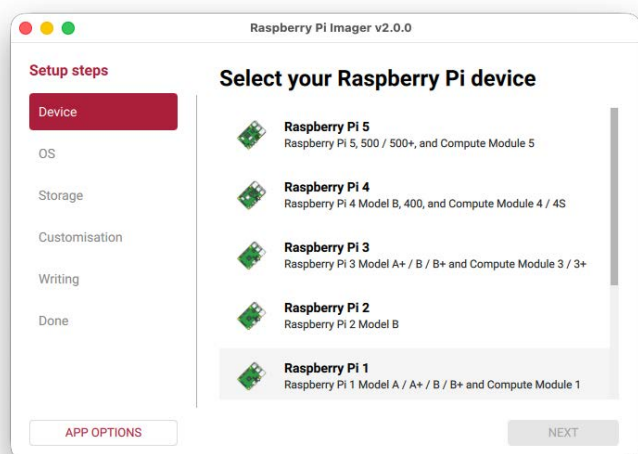 Raspberry Pi Imager v2.0.0
Setup steps
Device
OS
Storage
Customisation
Writing
Done
APP OPTIONS
Select your Raspberry Pi device
Raspberry Pi 5
Raspberry Pi 5, 500 / 500+, and Compute Module 5
Raspberry Pi 4
Raspberry Pi 4 Model B, 400, and Compute Module 4 / 4S
Raspberry Pi 3
Raspberry Pi 3 Model A+ / B / B+ and Compute Module 3 / 3+
Raspberry Pi 2
Raspberry Pi 2 Model B
Raspberry Pi 1
Raspberry Pi 1 Model A / A+ / B / B+ and Compute Module 1
NEXT